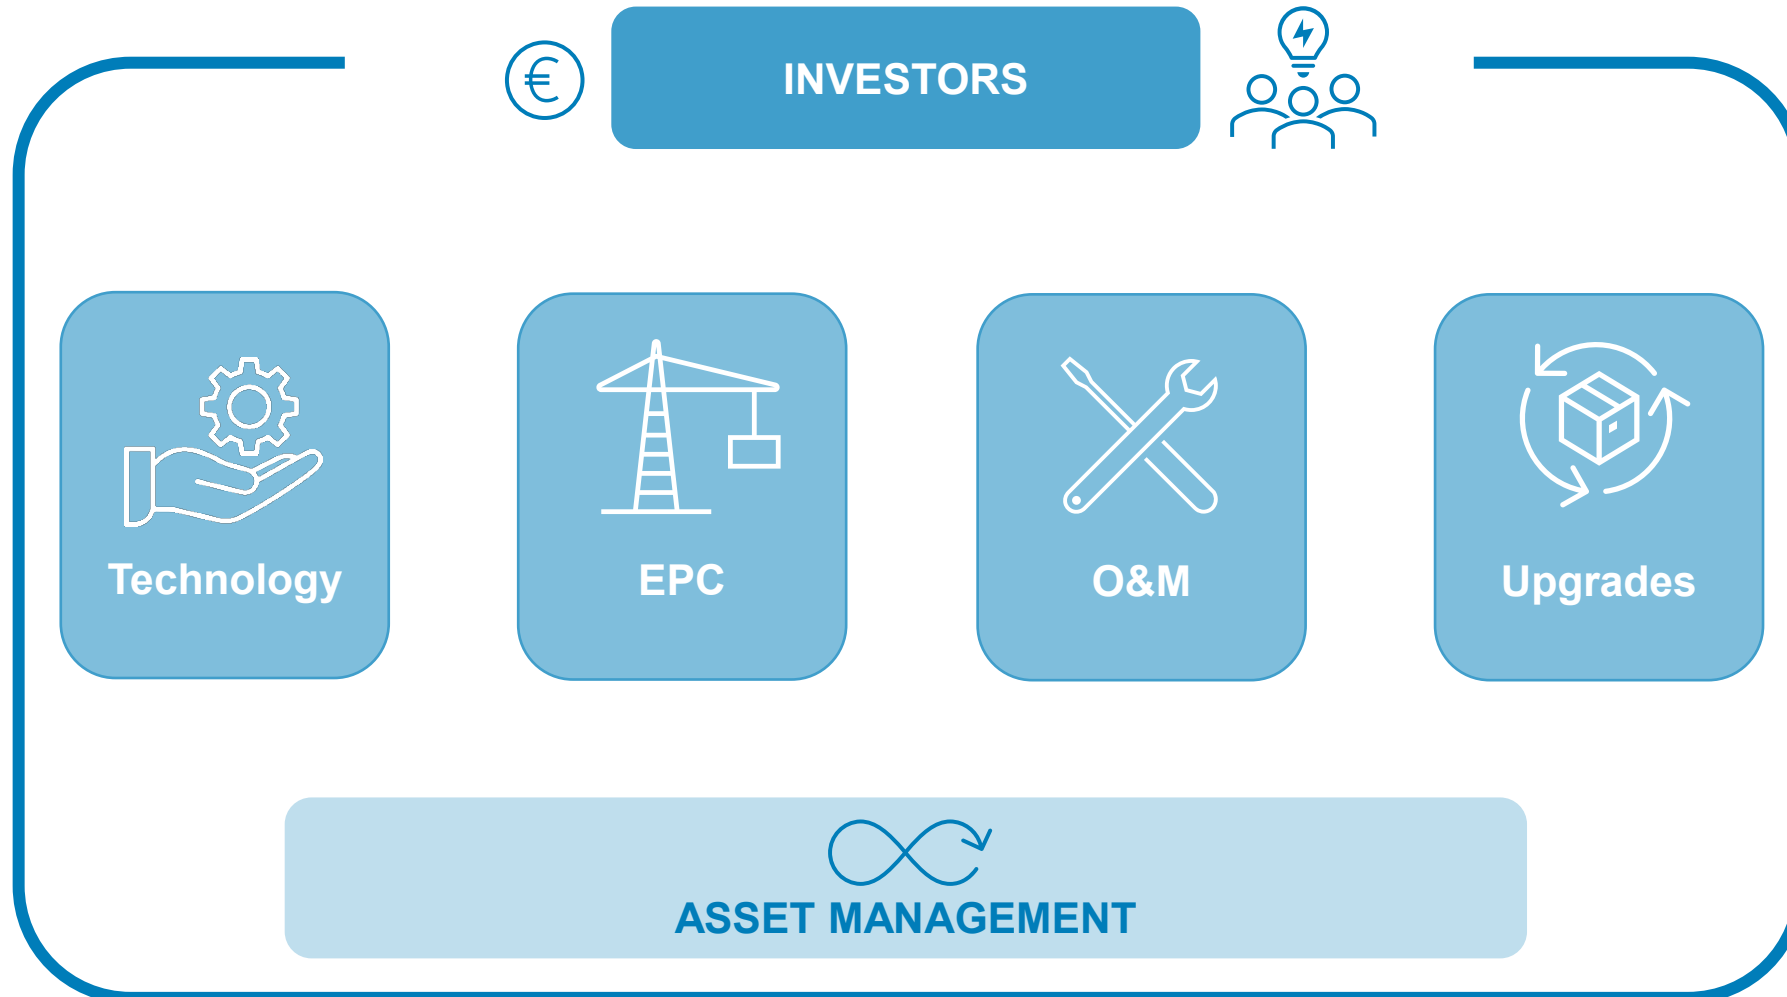 €
INVESTORS
Technology
EPC
O&M
Upgrades
ASSET MANAGEMENT